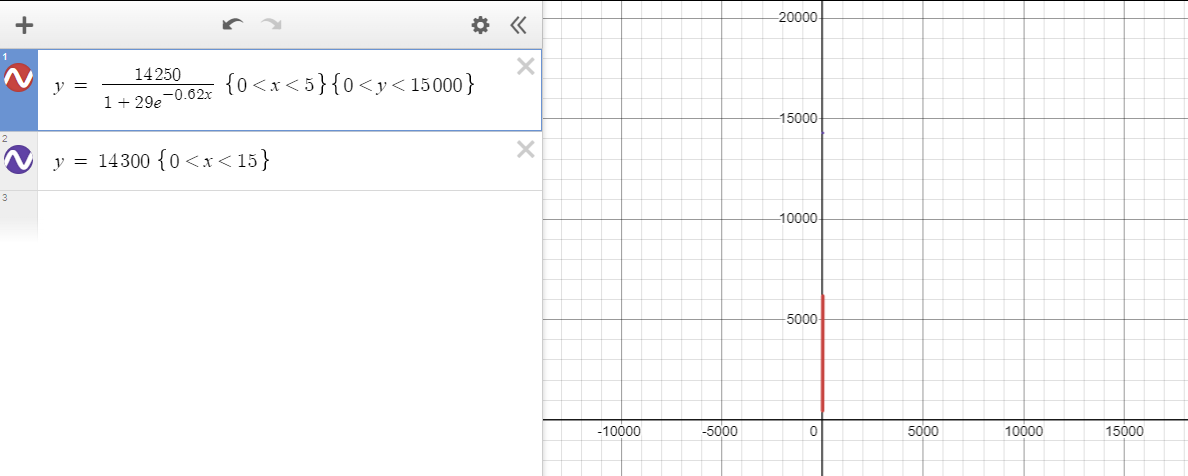 1
y = 14250 / (1 + 29e^(-0.62x)) {0 < x < 5}{0 < y < 15000}
2
y = 14300 {0 < x < 15}
3
20000
15000
10000
5000
-10000 -5000 0 5000 10000 15000